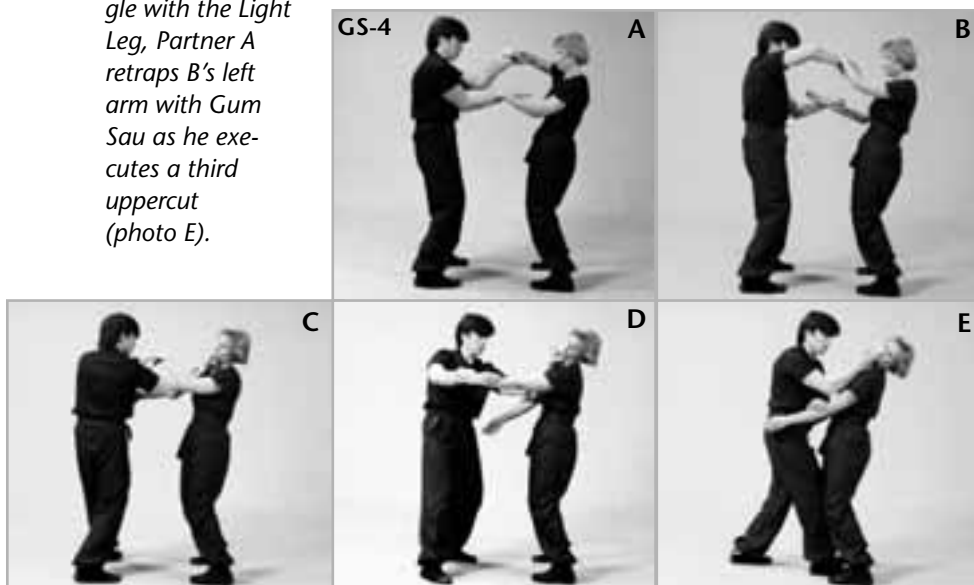 gle with the Light
Leg, Partner A
retraps B's left
arm with Gum
Sau as he exe-
cutes a third
uppercut
(photo E).
GS-4 A
B
C
D
E